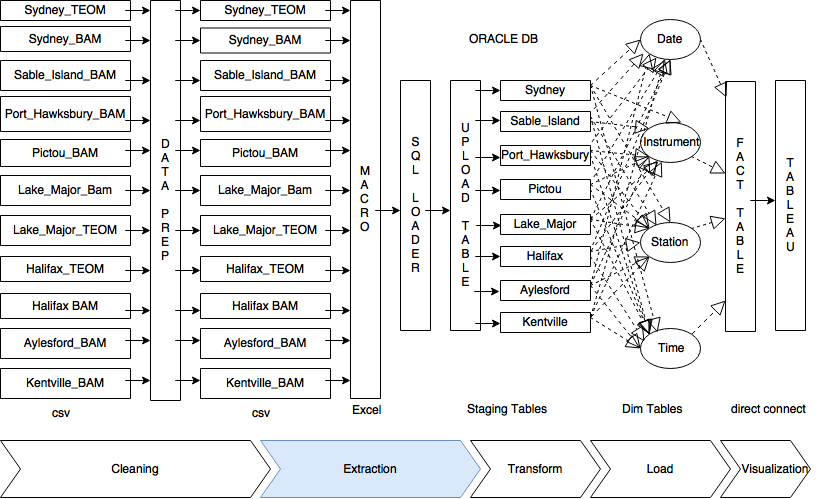 Sydney_TEOM
Sydney_BAM
Sable_Island_BAM
Port_Hawksbury_BAM
Pictou_BAM
Lake_Major_Bam
Lake_Major_TEOM
Halifax_TEOM
Halifax BAM
Aylesford_BAM
Kentville_BAM
csv
DATA PREP
Sydney_TEOM
Sydney_BAM
Sable_Island_BAM
Port_Hawksbury_BAM
Pictou_BAM
Lake_Major_Bam
Lake_Major_TEOM
Halifax_TEOM
Halifax BAM
Aylesford_BAM
Kentville_BAM
csv
MACRO
Excel
SQL LOADER
ORACLE DB
UPLOAD TABLE
Sydney
Sable_Island
Port_Hawksbury
Pictou
Lake_Major
Halifax
Aylesford
Kentville
Staging Tables
Date
Instrument
Station
Time
Dim Tables
FACT TABLE
TABLEAU
direct connect
Cleaning
Extraction
Transform
Load
Visualization